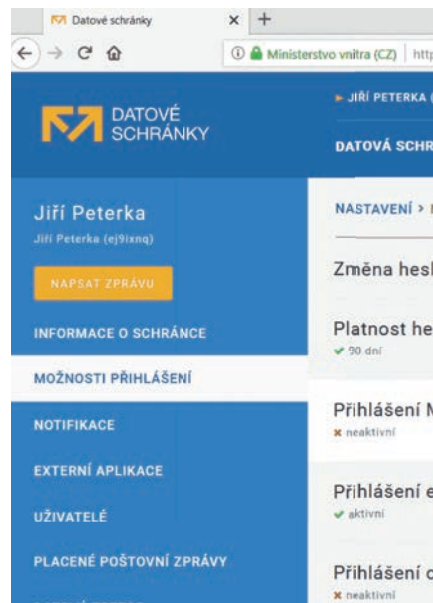 Datové schránky
Ministerstvo vnitra (CZ)
DATOVÉ
SCHRÁNKY
JIŘÍ PETERKA
DATOVÁ SCHR
Jiří Peterka
Jiří Peterka (ej9ixnq)
NAPSAT ZPRÁVU
INFORMACE O SCHRÁNCE
MOŽNOSTI PŘIHLÁŠENÍ
NOTIFIKACE
EXTERNÍ APLIKACE
UŽIVATELÉ
PLACENÉ POŠTOVNÍ ZPRÁVY
NASTAVENÍ >
Změna hesl
Platnost he
90 dní
Přihlášení M
neaktivní
Přihlášení e
aktivní
Přihlášení
neaktivní